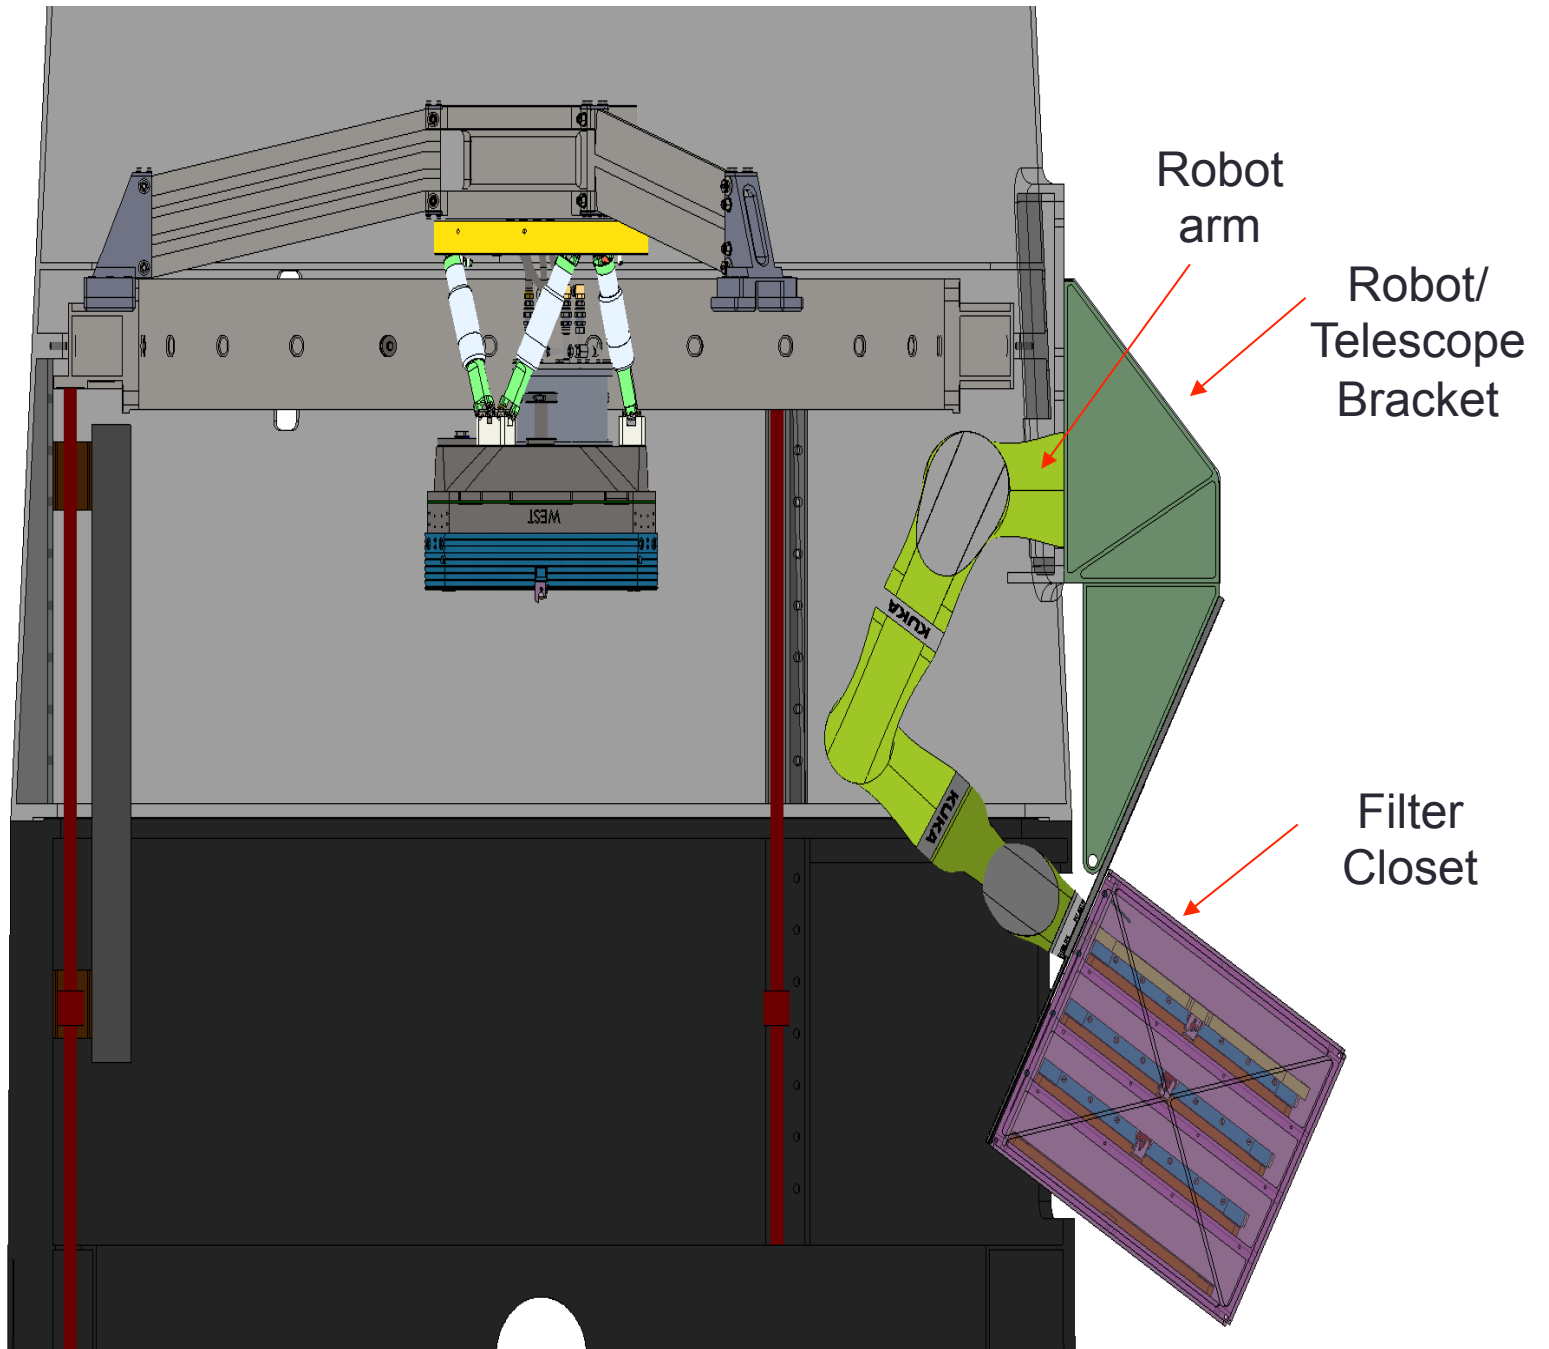 Robot
arm
Robot/
Telescope
Bracket
Filter
Closet
WEST
KUKA
KUKA